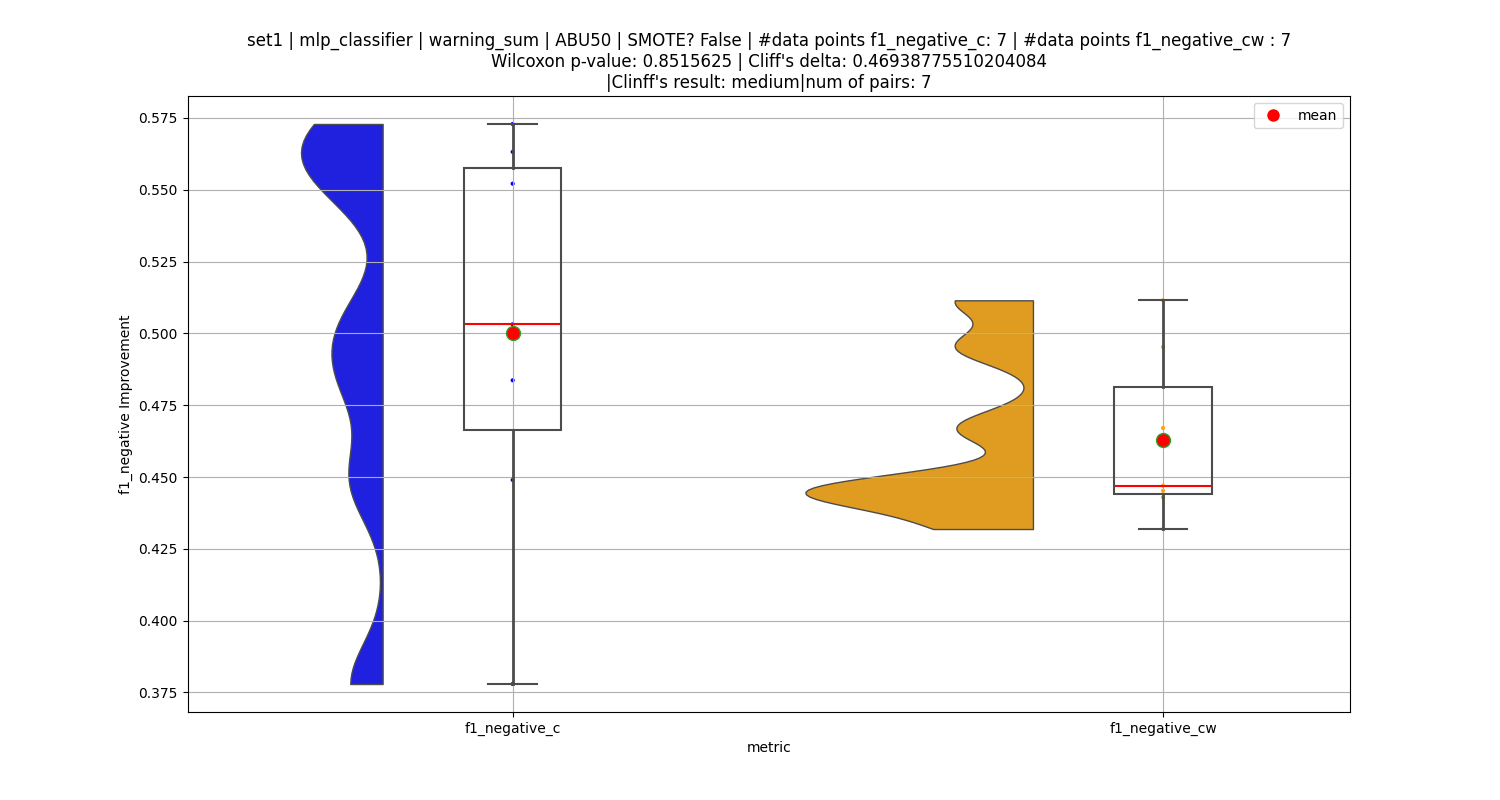 set1 | mlp_classifier | warning_sum | ABU50 | SMOTE? False | #data points f1_negative_c: 7 | #data points f1_negative_cw : 7
Wilcoxon p-value: 0.8515625 | Cliff's delta: 0.46938775510204084
|Clinff's result: medium|num of pairs: 7
mean
0.575
0.550
0.525
0.500
0.475
0.450
0.425
0.400
0.375
f1_negative Improvement
f1_negative_c
f1_negative_cw
metric